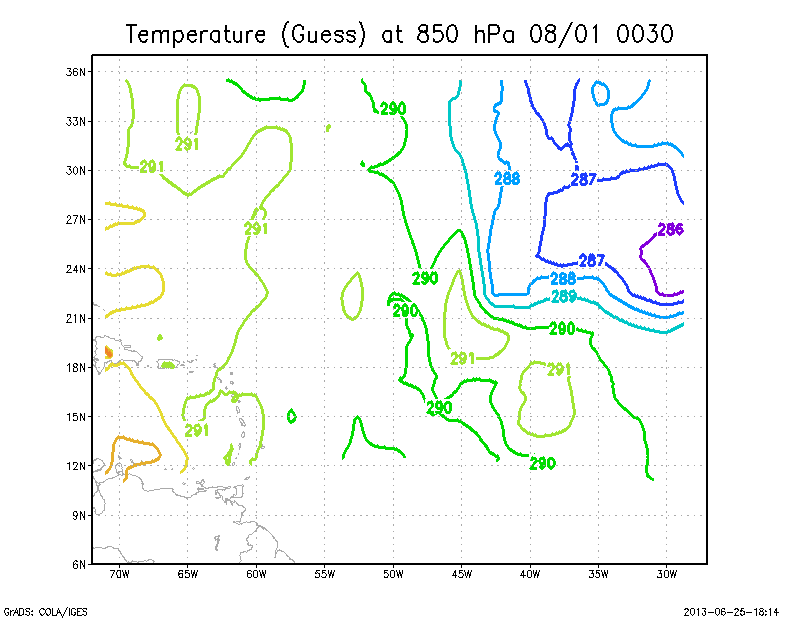 Temperature (Guess) at 850 hPa 08/01 0030
36N
33N
30N
27N
24N
21N
18N
15N
12N
9N
6N
290
291
291
288
287
291
286
287
290
288
289
290
290
291
291
290
291
290
70W 65W 60W 55W 50W 45W 40W 35W 30W
GrADS: COLA/IGES 2013-06-25-18:14